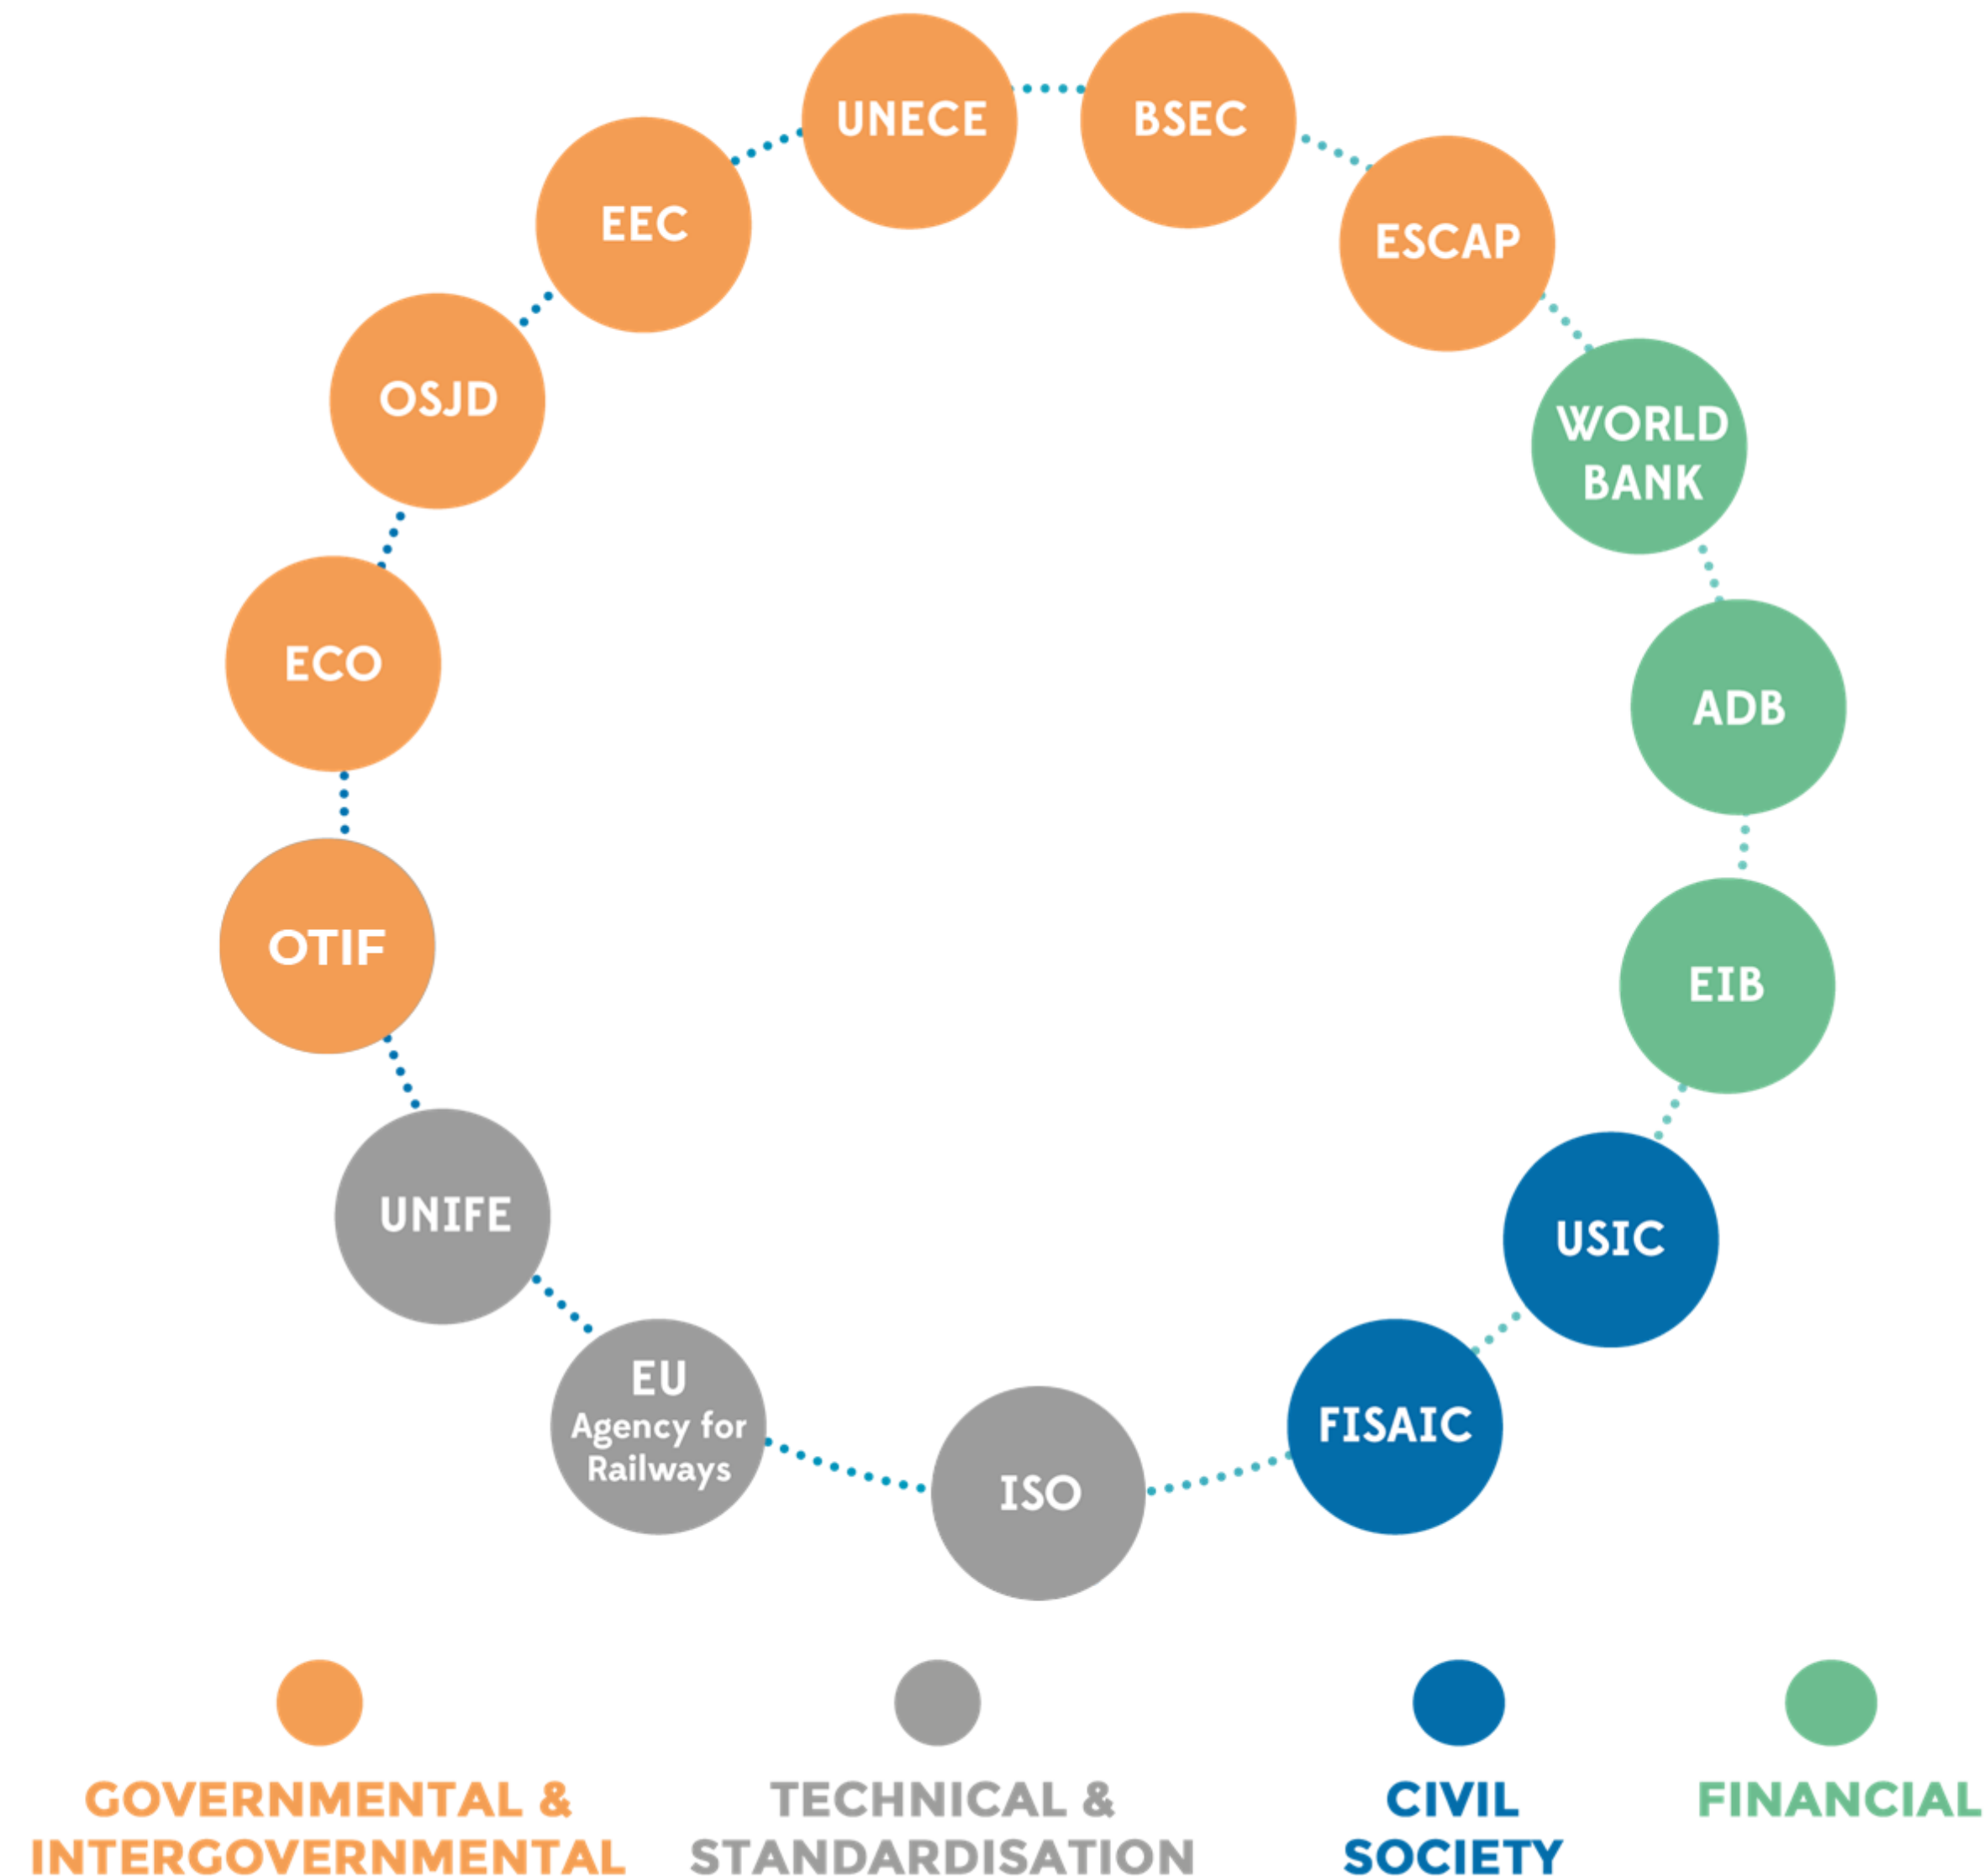 UNECE
BSEC
EEC
ESCAP
OSJD
WORLD
BANK
ECO
ADB
OTIF
EIB
UNIFE
USIC
EU
Agency for
Railways
FISAIC
ISO
GOVERNMENTAL &
INTERGOVERNMENTAL
TECHNICAL &
STANDARDISATION
CIVIL
SOCIETY
FINANCIAL